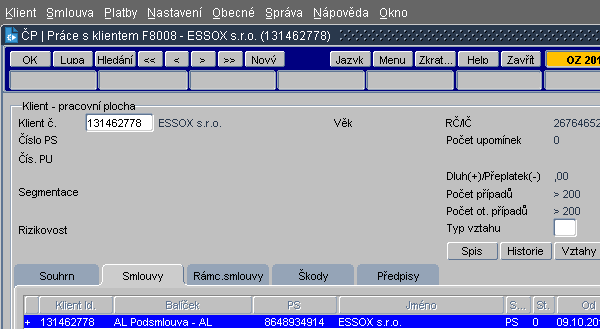 Klient Smlouva Platby Nastavení Obecné Správa Nápověda Okno
ČP | Práce s klientem F8008 - ESSOX s.r.o. (131462778)
OK Lupa Hledání << < > >> Nový Jazyk Menu Zkrat... Help Zavřít OZ 201
Klient - pracovní plocha
Klient č. 131462778 ESSOX s.r.o. Věk RČ/IČ 26764652
Číslo PS Počet upomínek 0
Čís. PU
Dluh(+)/Přeplatek(-) ,00
Segmentace Počet případů > 200
Počet ot. případů > 200
Rizikovost Typ vztahu
Spis Historie Vztahy
Souhrn Smlouvy Rámc.smlouvy Škody Předpisy
Klient Id. Balíček PS Jméno S... St. Od
+ 131462778 AL Podsmlouva - AL 8648934914 ESSOX s.r.o. PS 0 09.10.20